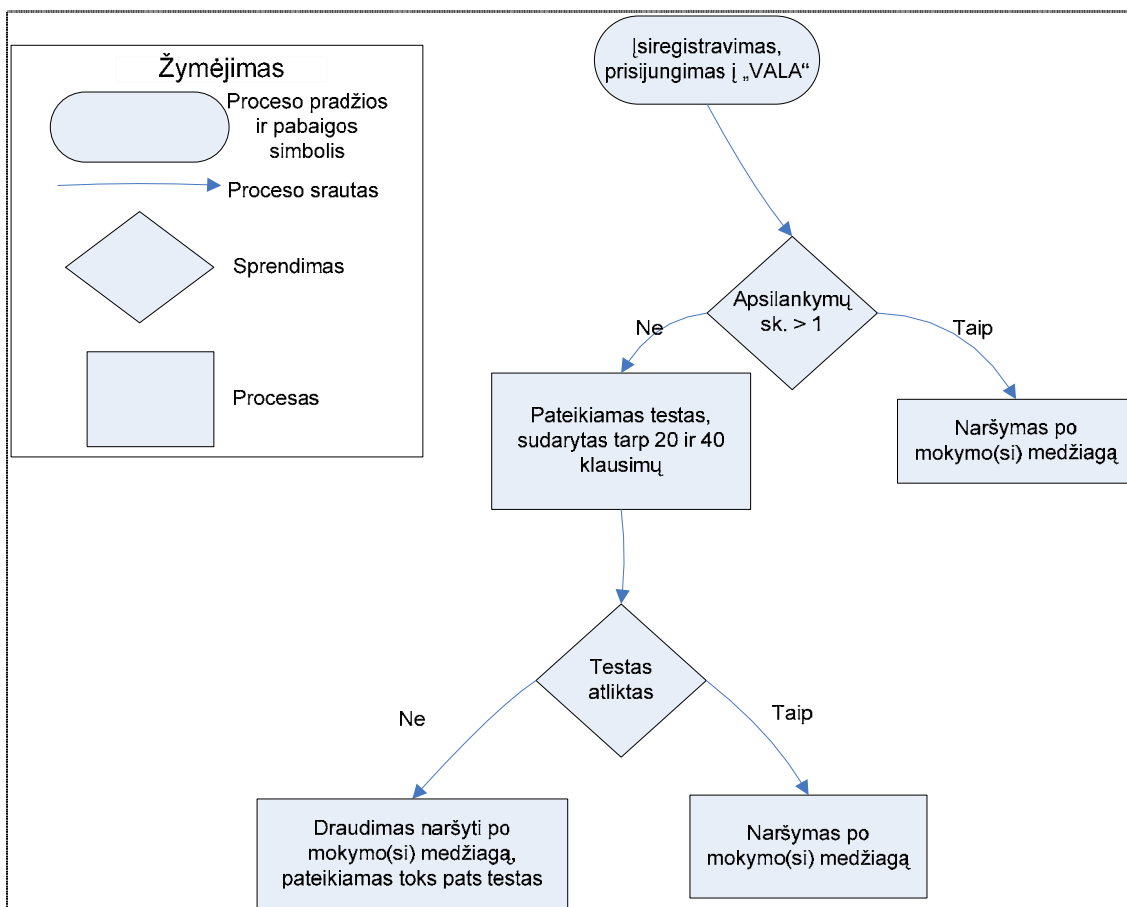 Žymėjimas
Proceso pradžios
ir pabaigos
simbolis
Proceso srautas
Sprendimas
Procesas
Įsiregistravimas,
prisijungimas į „VALA“
Apsilankymų
sk. > 1
Ne
Taip
Pateikiamas testas,
sudarytas tarp 20 ir 40
klausimų
Naršymas po
mokymo(si) medžiagą
Testas
atliktas
Ne
Taip
Draudimas naršyti po
mokymo(si) medžiagą,
pateikiamas toks pats testas
Naršymas po
mokymo(si) medžiagą